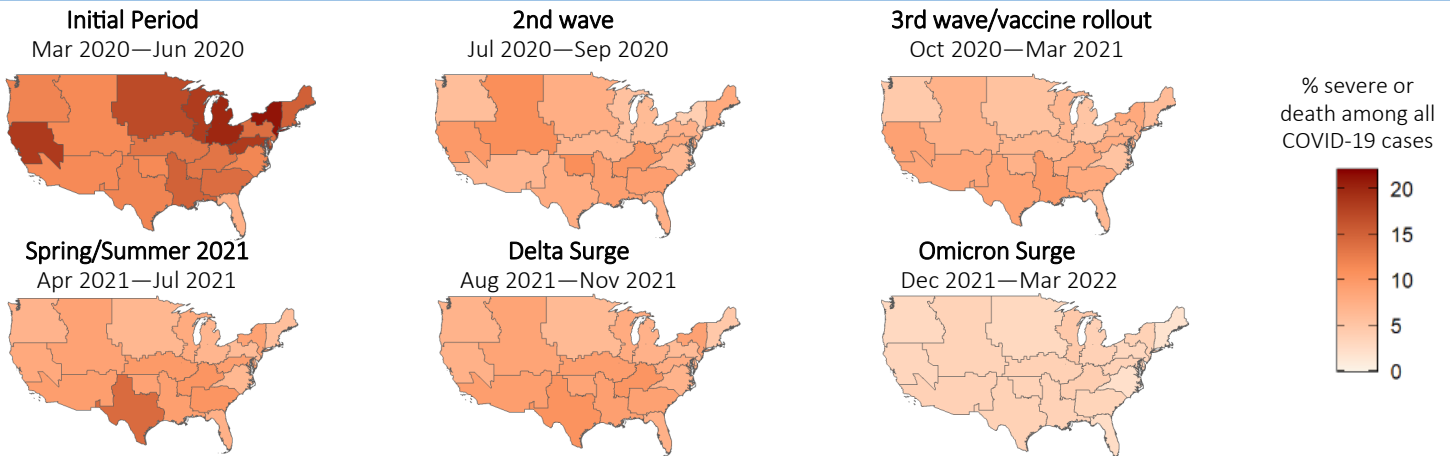 Initial Period
Mar 2020—Jun 2020
2nd wave
Jul 2020—Sep 2020
3rd wave/vaccine rollout
Oct 2020—Mar 2021
% severe or
death among all
COVID-19 cases
20
15
10
5
0
Spring/Summer 2021
Apr 2021—Jul 2021
Delta Surge
Aug 2021—Nov 2021
Omicron Surge
Dec 2021—Mar 2022